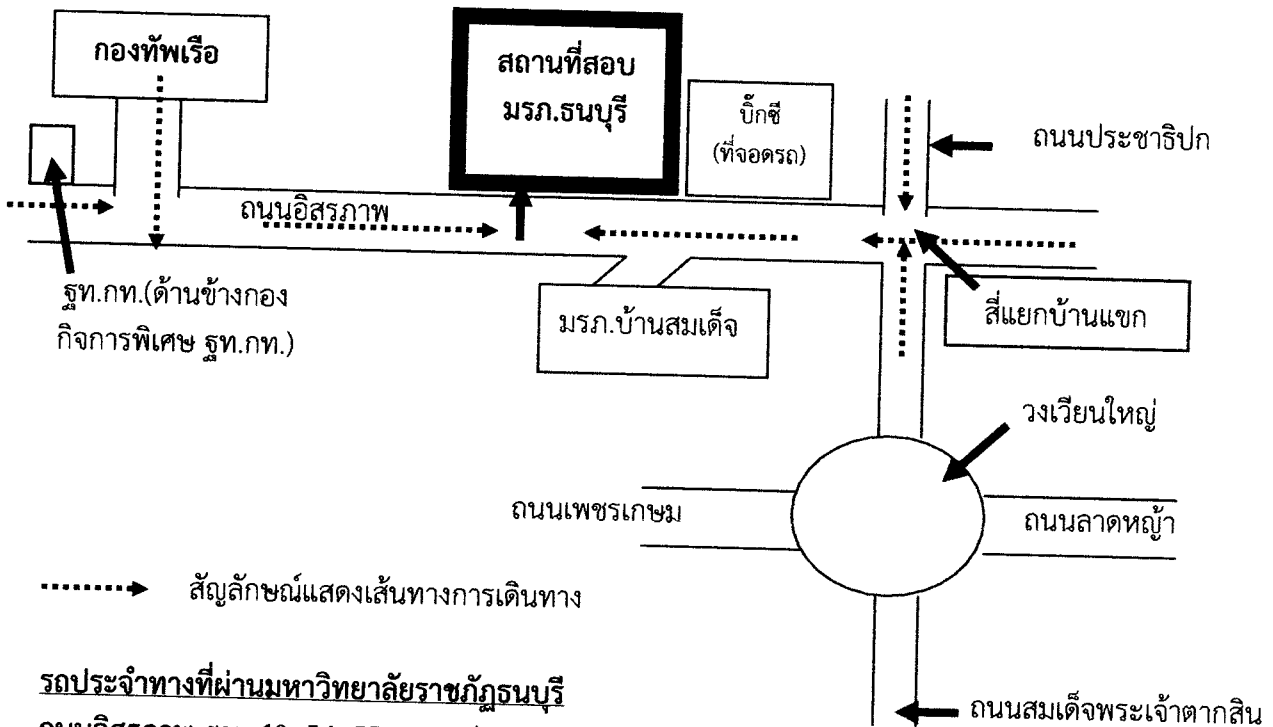 กองทัพเรือ
สถานที่สอบ
มรภ.ธนบุรี
บิ๊กซี
(ที่จอดรถ)
ถนนประชาธิปก
ถนนอิสรภาพ
ฐท.กท.(ด้านข้างกอง
กิจการพิเศษ ฐท.กท.)
มรภ.บ้านสมเด็จ
สี่แยกบ้านแขก
วงเวียนใหญ่
ถนนเพชรเกษม
ถนนลาดหญ้า
สัญลักษณ์แสดงเส้นทางการเดินทาง
รถประจำทางที่ผ่านมหาวิทยาลัยราชภัฏธนบุรี
ถนนสมเด็จพระเจ้าตากสิน